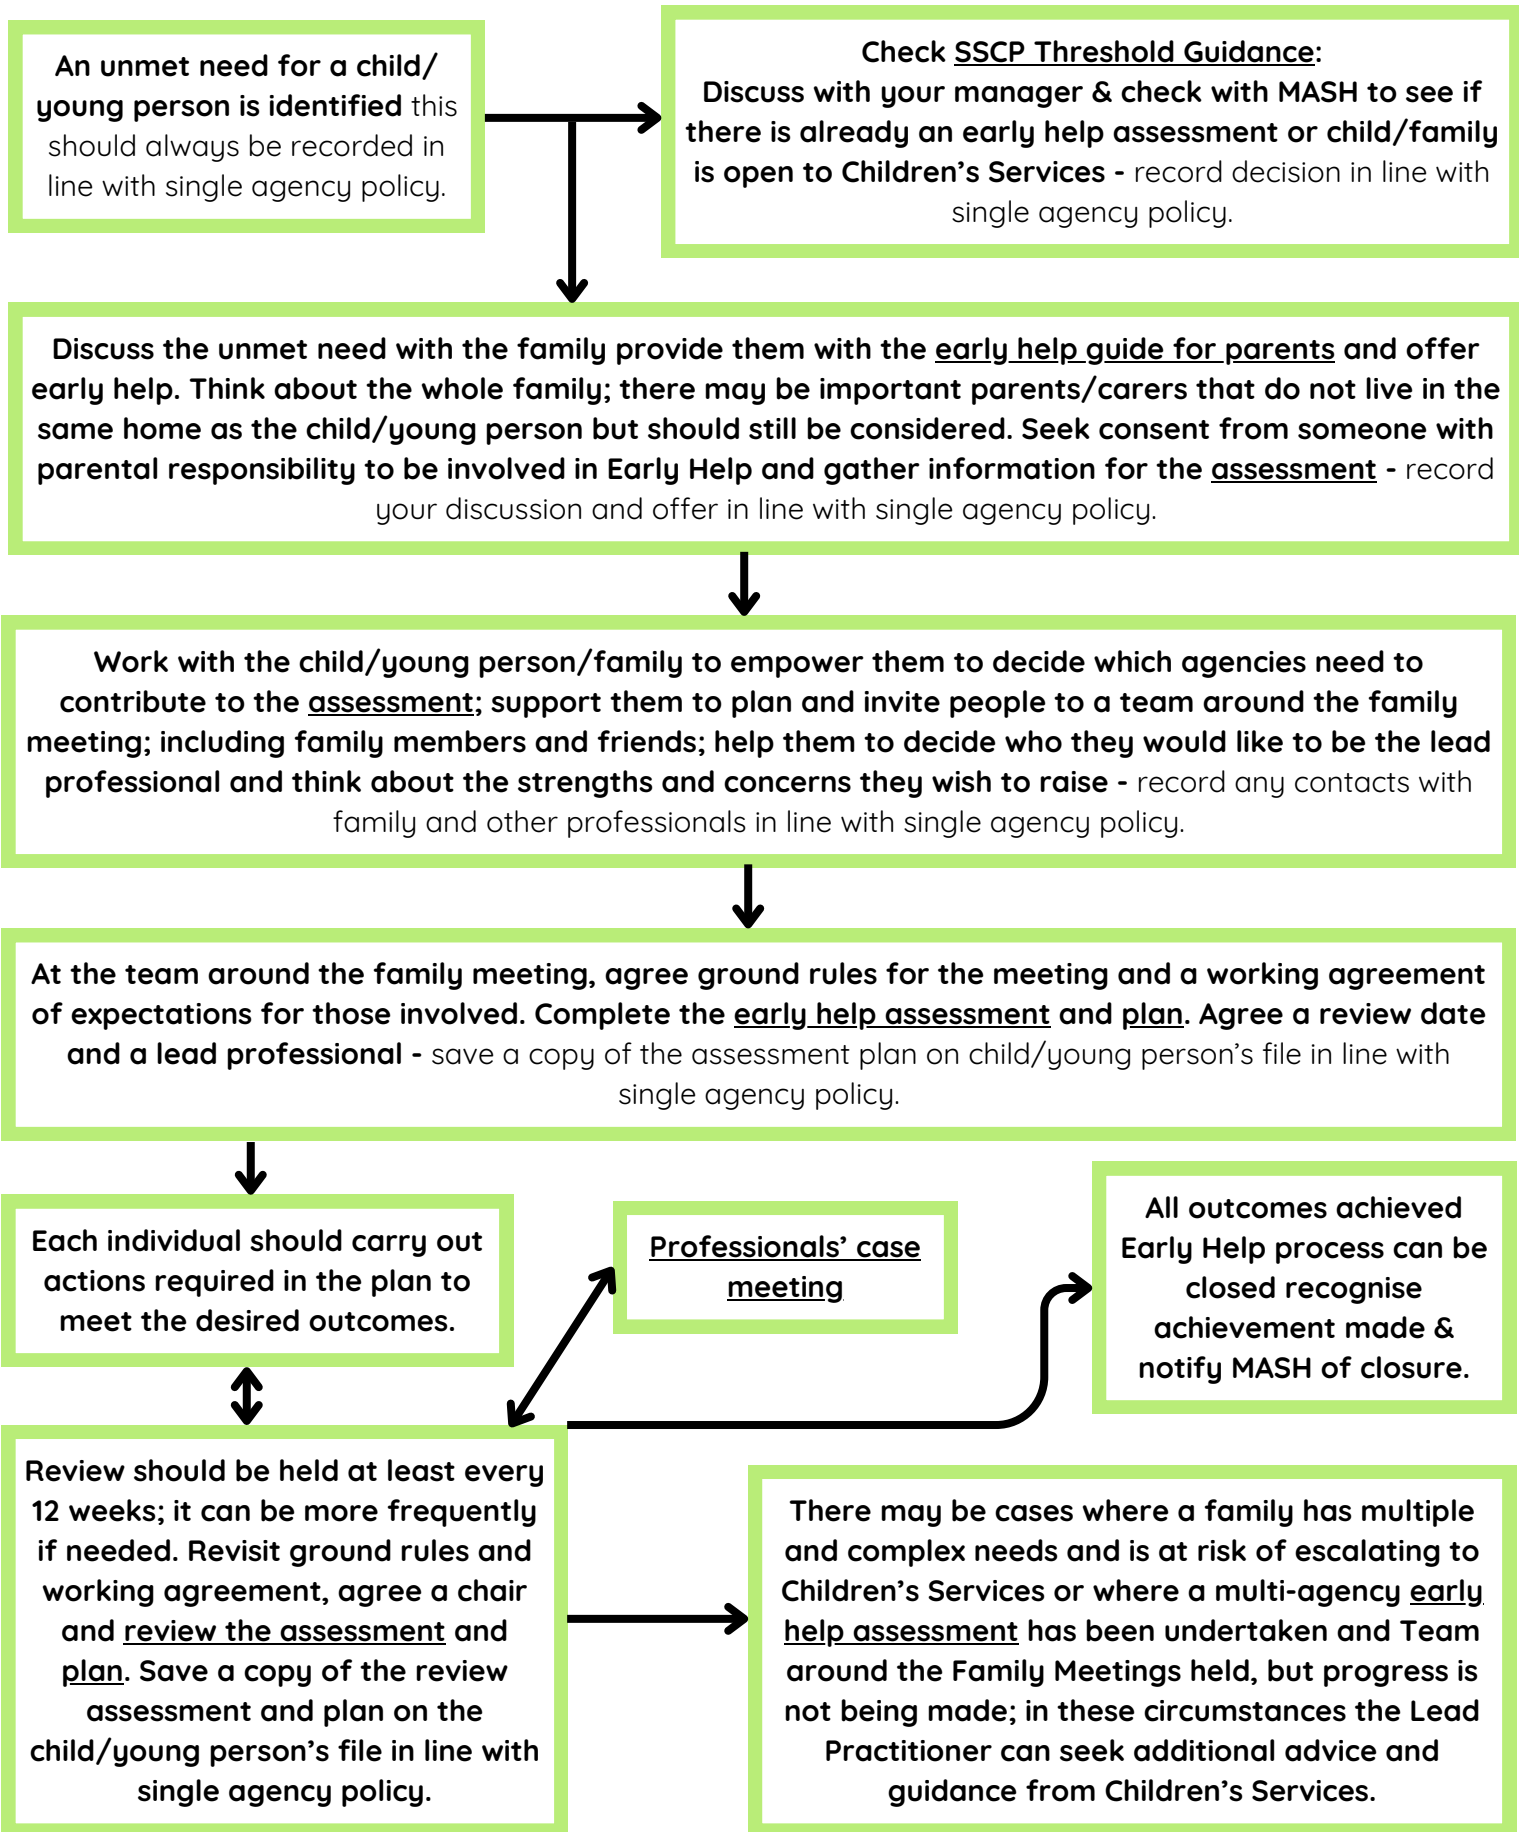 An unmet need for a child/
young person is identified this
should always be recorded in
line with single agency policy.
Check SSCP Threshold Guidance:
Discuss with your manager & check with MASH to see if
there is already an early help assessment or child/family
is open to Children's Services - record decision in line with
single agency policy.
Discuss the unmet need with the family provide them with the early help guide for parents and offer
early help. Think about the whole family; there may be important parents/carers that do not live in the
same home as the child/young person but should still be considered. Seek consent from someone with
parental responsibility to be involved in Early Help and gather information for the assessment - record
your discussion and offer in line with single agency policy.
Work with the child/young person/family to empower them to decide which agencies need to
contribute to the assessment; support them to plan and invite people to a team around the family
meeting; including family members and friends; help them to decide who they would like to be the lead
professional and think about the strengths and concerns they wish to raise - record any contacts with
family and other professionals in line with single agency policy.
At the team around the family meeting, agree ground rules for the meeting and a working agreement
of expectations for those involved. Complete the early help assessment and plan. Agree a review date
and a lead professional - save a copy of the assessment plan on child/young person's file in line with
single agency policy.
Each individual should carry out
actions required in the plan to
meet the desired outcomes.
Professionals' case
meeting
All outcomes achieved
Early Help process can be
closed recognise
achievement made &
notify MASH of closure.
Review should be held at least every
12 weeks; it can be more frequently
if needed. Revisit ground rules and
working agreement, agree a chair
and review the assessment and
plan. Save a copy of the review
assessment and plan on the
child/young person's file in line with
single agency policy.
There may be cases where a family has multiple
and complex needs and is at risk of escalating to
Children's Services or where a multi-agency early
help assessment has been undertaken and Team
around the Family Meetings held, but progress is
not being made; in these circumstances the Lead
Practitioner can seek additional advice and
guidance from Children's Services.